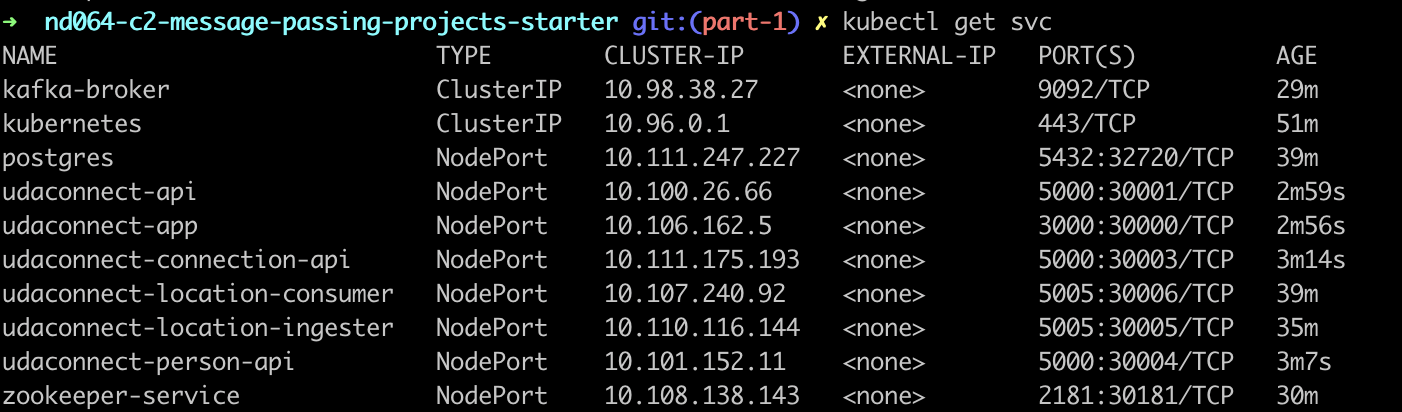 ➜ nd064-c2-message-passing-projects-starter git:(part-1) ✗ kubectl get svc
NAME TYPE CLUSTER-IP EXTERNAL-IP PORT(S) AGE
kafka-broker ClusterIP 10.98.38.27 <none> 9092/TCP 29m
kubernetes ClusterIP 10.96.0.1 <none> 443/TCP 51m
postgres NodePort 10.111.247.227 <none> 5432:32720/TCP 39m
udaconnect-api NodePort 10.100.26.66 <none> 5000:30001/TCP 2m59s
udaconnect-app NodePort 10.106.162.5 <none> 3000:30000/TCP 2m56s
udaconnect-connection-api NodePort 10.111.175.193 <none> 5000:30003/TCP 3m14s
udaconnect-location-consumer NodePort 10.107.240.92 <none> 5005:30006/TCP 39m
udaconnect-location-ingester NodePort 10.110.116.144 <none> 5005:30005/TCP 35m
udaconnect-person-api NodePort 10.101.152.11 <none> 5000:30004/TCP 3m7s
zookeeper-service NodePort 10.108.138.143 <none> 2181:30181/TCP 30m